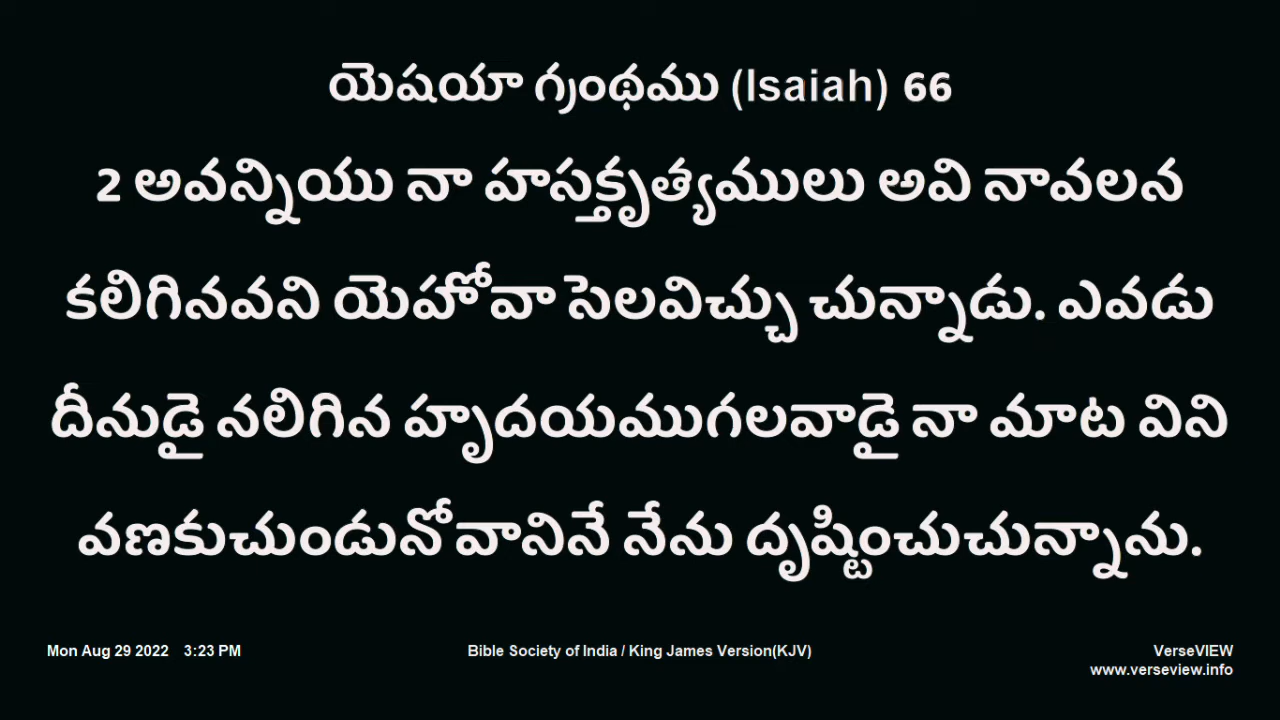 యెషయా గ్రంథము (Isaiah) 66
2 అవన్నియు నా హస్తకృత్యములు అవి నావలన
కలిగినవని యెహోవా సెలవిచ్చు చున్నాడు. ఎవడు
దీనుడై నలిగిన హృదయముగలవాడై నా మాట విని
వణకుచుండునోవానినే నేను దృష్టించుచున్నాను.
Mon Aug 29 2022 3:23 PM
Bible Society of India / King James Version(KJV)
VerseVIEW
www.verseview.info